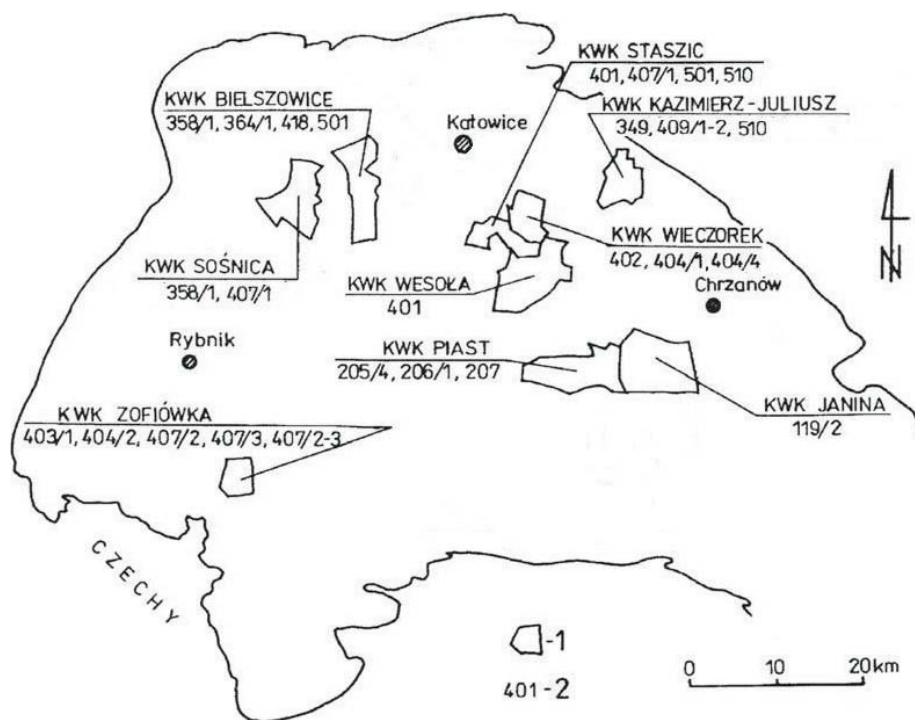 KWK STASZIC
401, 407/1, 501, 510
KWK BIELSZOWICE
358/1, 364/1, 418, 501
KWK KAZIMIERZ-JULIUSZ
349, 409/1-2, 510
Katowice
KWK WIECZOREK
402, 404/1, 404/4
KWK SOŚNICA
358/1, 407/1
KWK WESOŁA
401
Chrzanów
N
Rybnik
KWK PIAST
205/4, 206/1, 207
KWK JANINA
119/2
KWK ZOFIÓWKA
403/1, 404/2, 407/2, 407/3, 407/2-3
CZECHY
-1
401-2
0 10 20 km